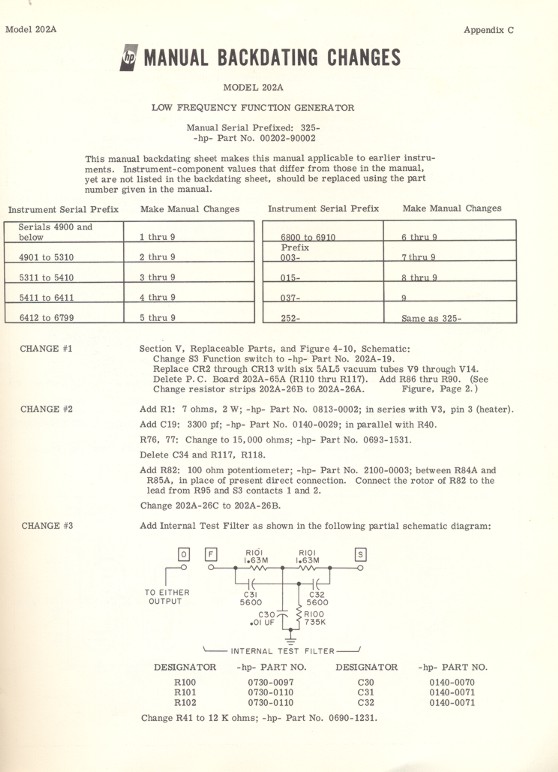 Model 202A
Appendix C
hp MANUAL BACKDATING CHANGES
MODEL 202A
LOW FREQUENCY FUNCTION GENERATOR
Manual Serial Prefixed: 325-
-hp- Part No. 00202-90002
This manual backdating sheet makes this manual applicable to earlier instru-
ments. Instrument-component values that differ from those in the manual,
yet are not listed in the backdating sheet, should be replaced using the part
number given in the manual.
Instrument Serial Prefix Make Manual Changes Instrument Serial Prefix Make Manual Changes
Serials 4900 and
below 1 thru 9 6800 to 6910 6 thru 9
Prefix
4901 to 5310 2 thru 9 003- 7 thru 9
5311 to 5410 3 thru 9 015- 8 thru 9
5411 to 6411 4 thru 9 037- 9
6412 to 6799 5 thru 9 252- Same as 325-
CHANGE #1 Section V, Replaceable Parts, and Figure 4-10, Schematic:
Change S3 Function switch to -hp- Part No. 202A-19.
Replace CR2 through CR13 with six 5AL5 vacuum tubes V9 through V14.
Delete P. C. Board 202A-65A (R110 thru R117). Add R86 thru R90. (See
Change resistor strips 202A-26B to 202A-26A. Figure, Page 2.)
CHANGE #2 Add R1: 7 ohms, 2 W; -hp- Part No. 0813-0002; in series with V3, pin 3 (heater).
Add C19: 3300 pf; -hp- Part No. 0140-0029; in parallel with R40.
R76, 77: Change to 15,000 ohms; -hp- Part No. 0693-1531.
Delete C34 and R117, R118.
Add R82: 100 ohm potentiometer; -hp- Part No. 2100-0003; between R84A and
R85A, in place of present direct connection. Connect the rotor of R82 to the
lead from R95 and S3 contacts 1 and 2.
Change 202A-26C to 202A-26B.
CHANGE #3 Add Internal Test Filter as shown in the following partial schematic diagram:
O F R101 R101 S
1.63M 1.63M
TO EITHER
OUTPUT
C31 C32
5600 5600
C30 R100
.01 UF 735K
INTERNAL TEST FILTER
DESIGNATOR -hp- PART NO. DESIGNATOR -hp- PART NO.
R100 0730-0097 C30 0140-0070
R101 0730-0110 C31 0140-0071
R102 0730-0110 C32 0140-0071
Change R41 to 12 K ohms; -hp- Part No. 0690-1231.